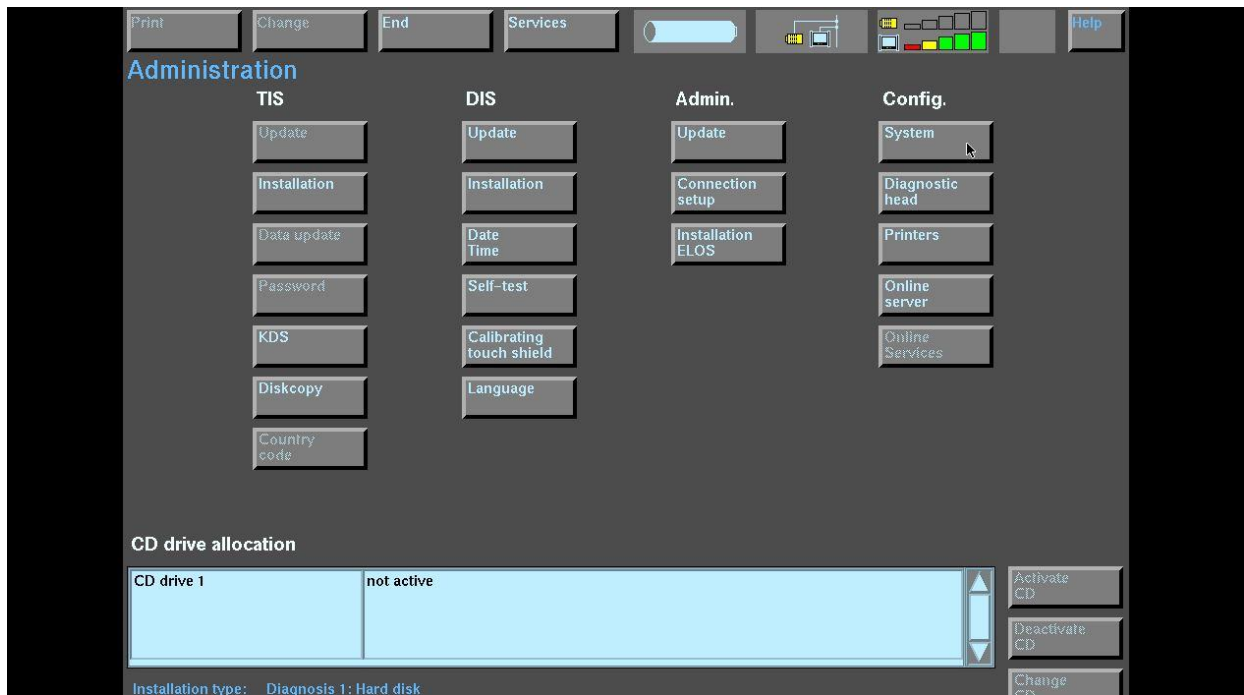 Print
Change
End
Services
Help
Administration
TIS
DIS
Admin.
Config.
Update
Update
Update
System
Installation
Installation
Connection
setup
Diagnostic
head
Data update
Date
Time
Installation
ELOS
Printers
Password
Self-test
Online
server
KDS
Calibrating
touch shield
Online
Services
Diskcopy
Language
Country
code
CD drive allocation
CD drive 1
not active
Activate
CD
Deactivate
CD
Change
CD
Installation type: Diagnosis 1: Hard disk